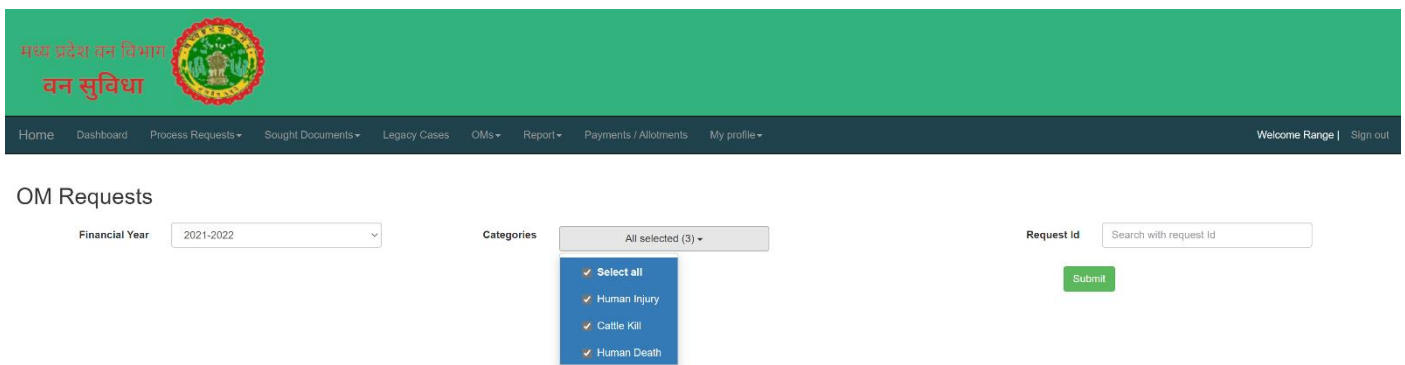 मध्य प्रदेश वन विभाग
वन सुविधा
Home Dashboard Process Requests Sought Documents Legacy Cases OMs Report Payments / Allotments My profile Welcome Range | Sign out
OM Requests
Financial Year 2021-2022 Categories All selected (3) Request Id Search with request Id
Select all Submit
Human Injury
Cattle Kill
Human Death